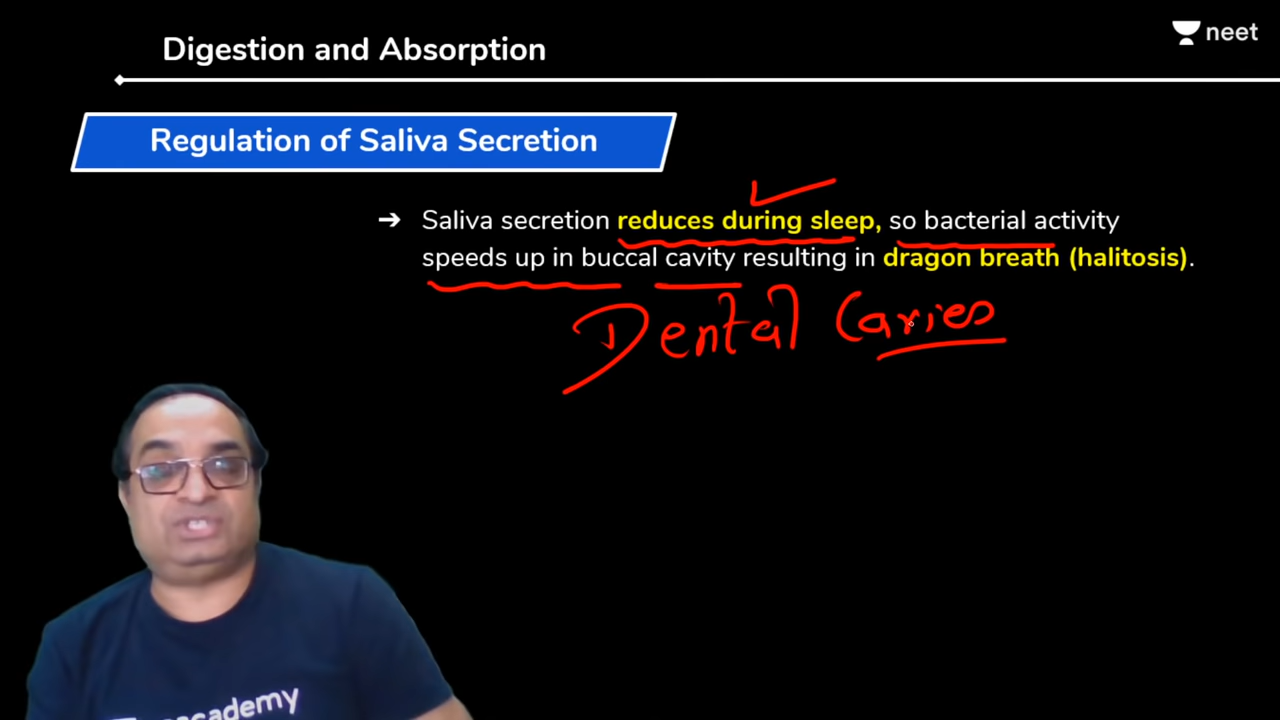 Digestion and Absorption
neet
Regulation of Saliva Secretion
➔ Saliva secretion reduces during sleep, so bacterial activity
speeds up in buccal cavity resulting in dragon breath (halitosis).
Dental Caries
academy